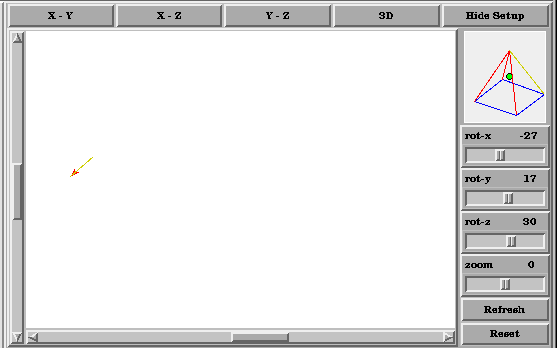 X - Y X - Z Y - Z 3D Hide Setup
rot-x -27
rot-y 17
rot-z 30
zoom 0
Refresh
Reset